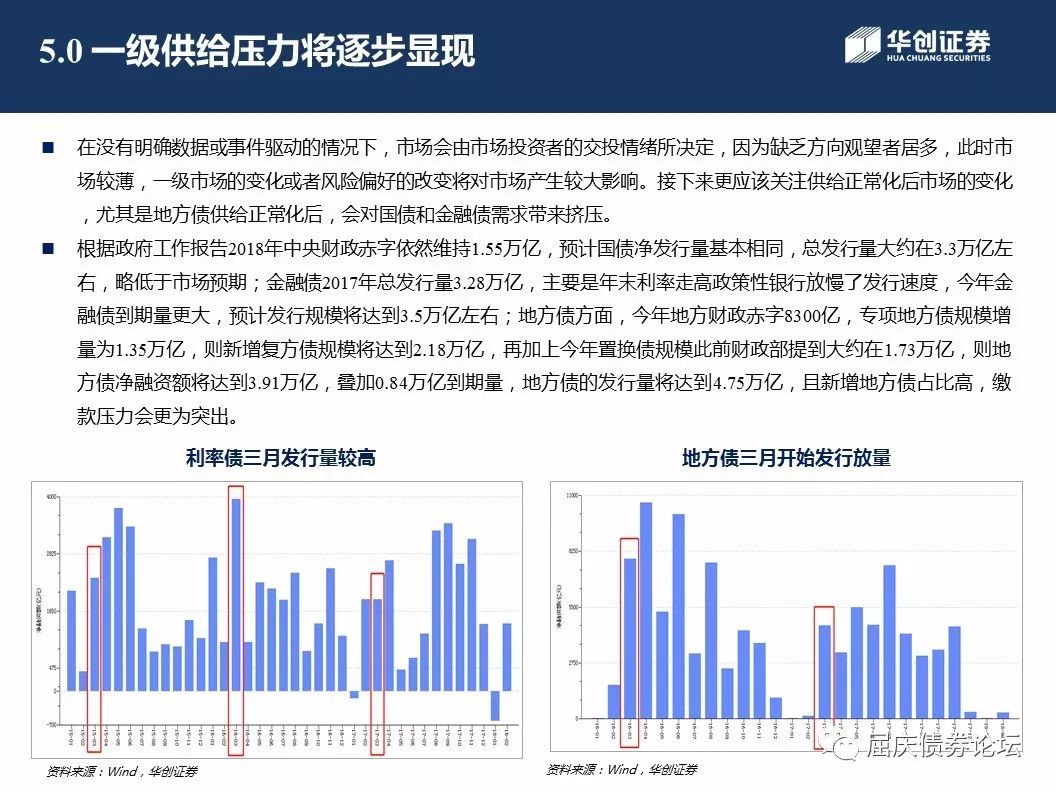 5.0 一级供给压力将逐步显现
华创证券
HUA CHUANG SECURITIES
在没有明确数据或事件驱动的情况下，市场会由市场投资者的交投情绪所决定，因为缺乏方向观望者居多，此时市
场较薄，一级市场的变化或者风险偏好的改变将对市场产生较大影响。接下来更应该关注供给正常化后市场的变化
，尤其是地方债供给正常化后，会对国债和金融债需求带来挤压。
根据政府工作报告2018年中央财政赤字依然维持1.55万亿，预计国债净发行量基本相同，总发行量大约在3.3万亿左
右，略低于市场预期；金融债2017年总发行量3.28万亿，主要是年末利率走高政策性银行放慢了发行速度，今年金
融债到期量更大，预计发行规模将达到3.5万亿左右；地方债方面，今年地方财政赤字8300亿，专项地方债规模增
量为1.35万亿，则新增复方债规模将达到2.18万亿，再加上今年置换债规模此前财政部提到大约在1.73万亿，则地
方债净融资额将达到3.91万亿，叠加0.84万亿到期量，地方债的发行量将达到4.75万亿，且新增地方债占比高，缴
款压力会更为突出。
利率债三月发行量较高
地方债三月开始发行放量
4000
2825
1650
475
0
-700
11000
8250
5500
2750
0
资料来源：Wind，华创证券
资料来源：Wind，华创证券
屈庆债券论坛